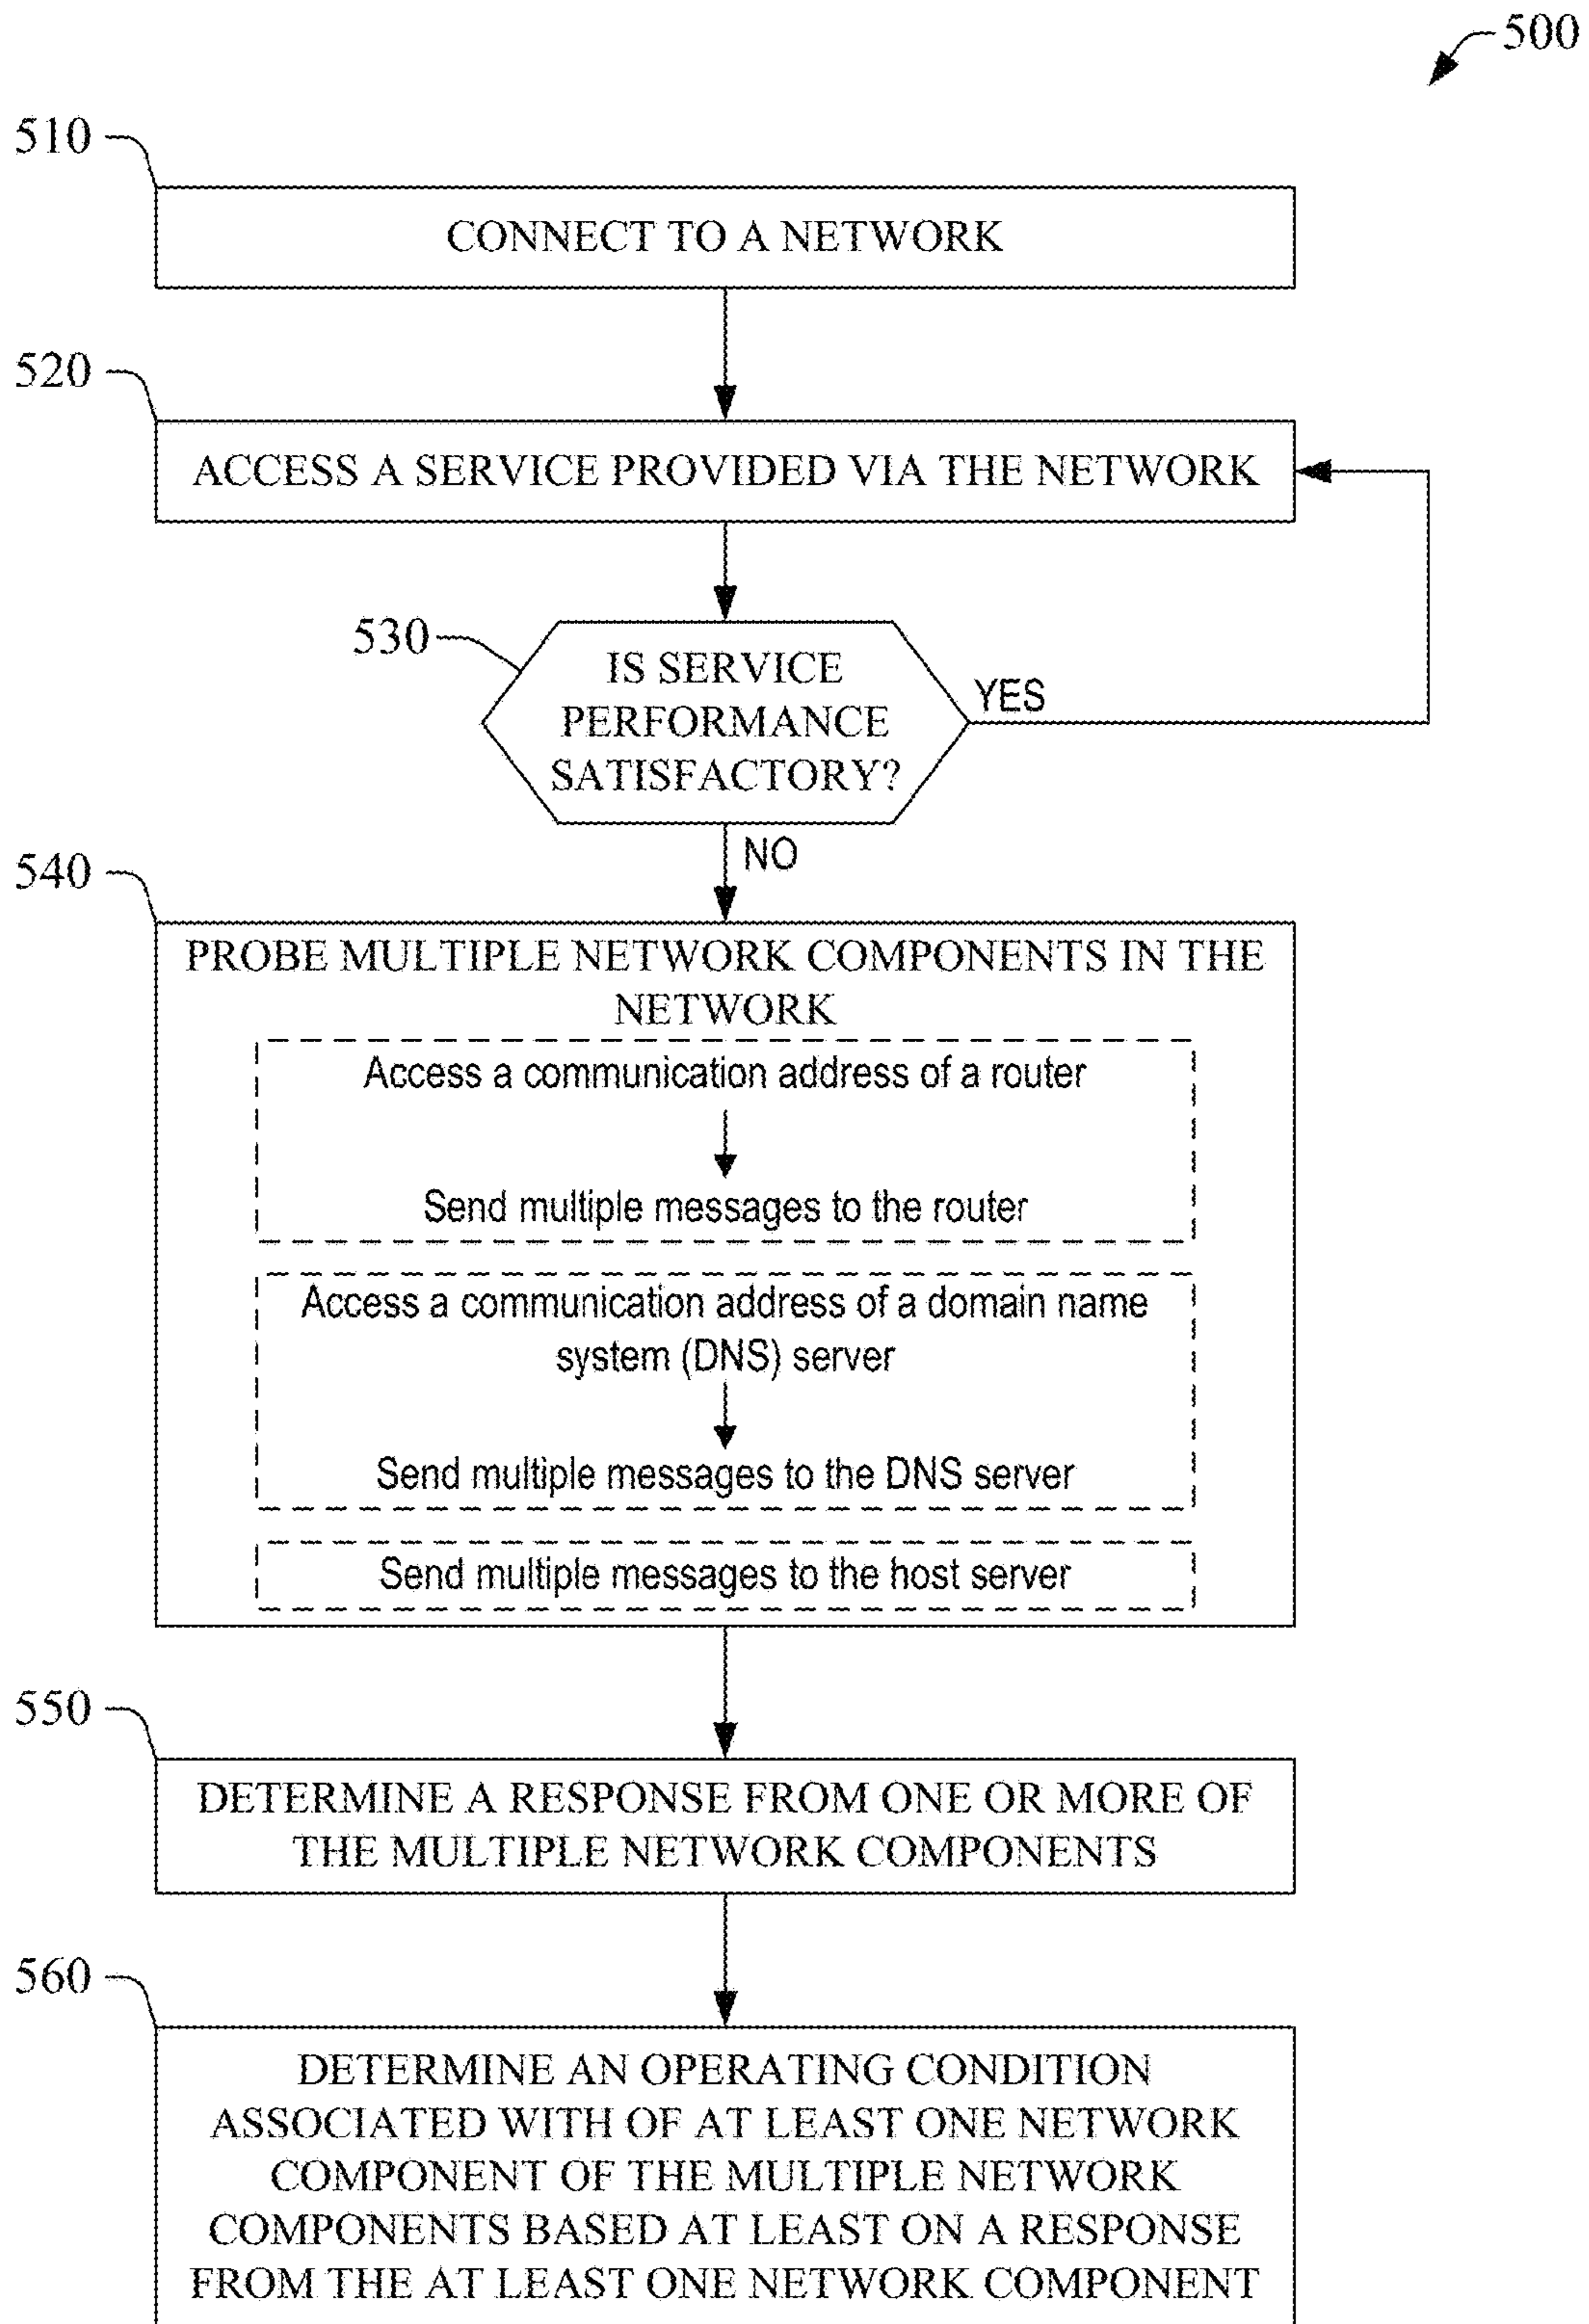 500
510
CONNECT TO A NETWORK
520
ACCESS A SERVICE PROVIDED VIA THE NETWORK
530
IS SERVICE
PERFORMANCE
SATISFACTORY?
YES
NO
540
PROBE MULTIPLE NETWORK COMPONENTS IN THE
NETWORK
Access a communication address of a router
Send multiple messages to the router
Access a communication address of a domain name
system (DNS) server
Send multiple messages to the DNS server
Send multiple messages to the host server
550
DETERMINE A RESPONSE FROM ONE OR MORE OF
THE MULTIPLE NETWORK COMPONENTS
560
DETERMINE AN OPERATING CONDITION
ASSOCIATED WITH OF AT LEAST ONE NETWORK
COMPONENT OF THE MULTIPLE NETWORK
COMPONENTS BASED AT LEAST ON A RESPONSE
FROM THE AT LEAST ONE NETWORK COMPONENT